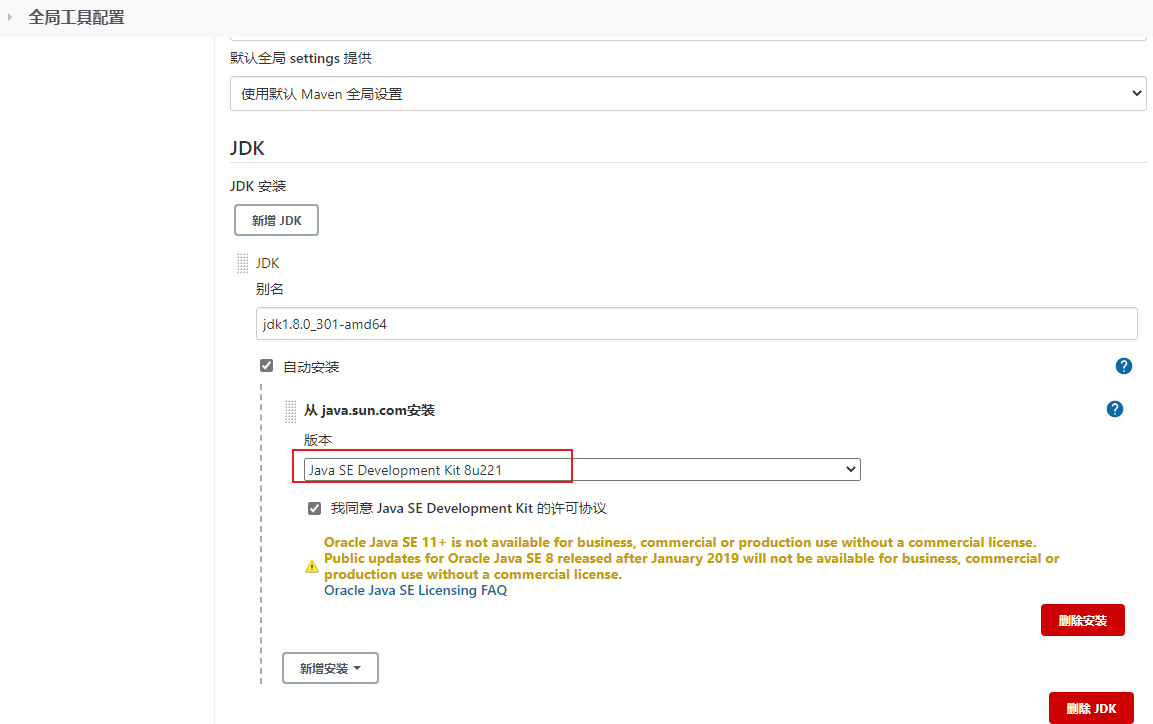 全局工具配置
默认全局 settings 提供
使用默认 Maven 全局设置
JDK
JDK 安装
新增 JDK
JDK
别名
jdk1.8.0_301-amd64
自动安装
?
从 java.sun.com安装
?
版本
Java SE Development Kit 8u221
我同意 Java SE Development Kit 的许可协议
Oracle Java SE 11+ is not available for business, commercial or production use without a commercial license.
Public updates for Oracle Java SE 8 released after January 2019 will not be available for business, commercial or
production use without a commercial license.
Oracle Java SE Licensing FAQ
删除安装
新增安装
删除 JDK